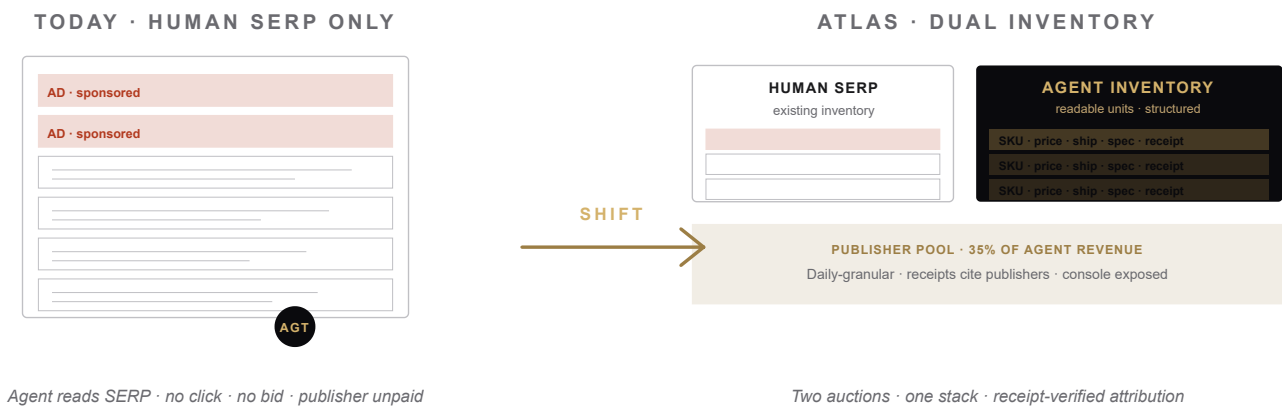 TODAY · HUMAN SERP ONLY
AD · sponsored
AD · sponsored
AGT
Agent reads SERP · no click · no bid · publisher unpaid
SHIFT
ATLAS · DUAL INVENTORY
HUMAN SERP
existing inventory
AGENT INVENTORY
readable units · structured
SKU · price · ship · spec · receipt
SKU · price · ship · spec · receipt
SKU · price · ship · spec · receipt
PUBLISHER POOL · 35% OF AGENT REVENUE
Daily-granular · receipts cite publishers · console exposed
Two auctions · one stack · receipt-verified attribution